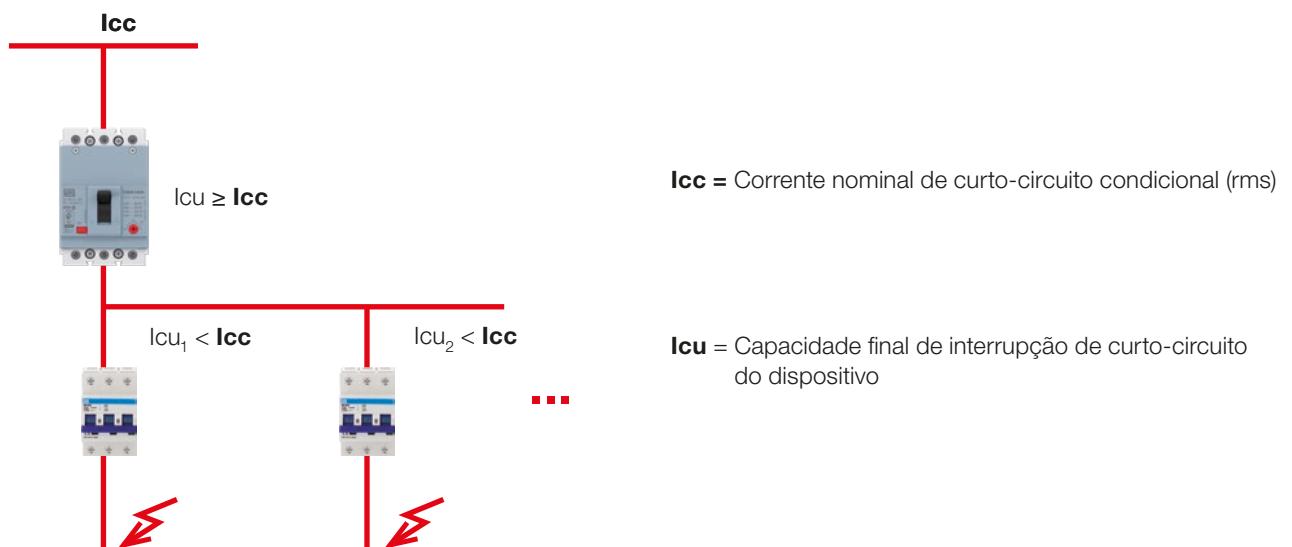 Icc
Icu ≥ Icc
Icc = Corrente nominal de curto-circuito condicional (rms)
Icu₁ < Icc
Icu₂ < Icc
Icu = Capacidade final de interrupção de curto-circuito
do dispositivo